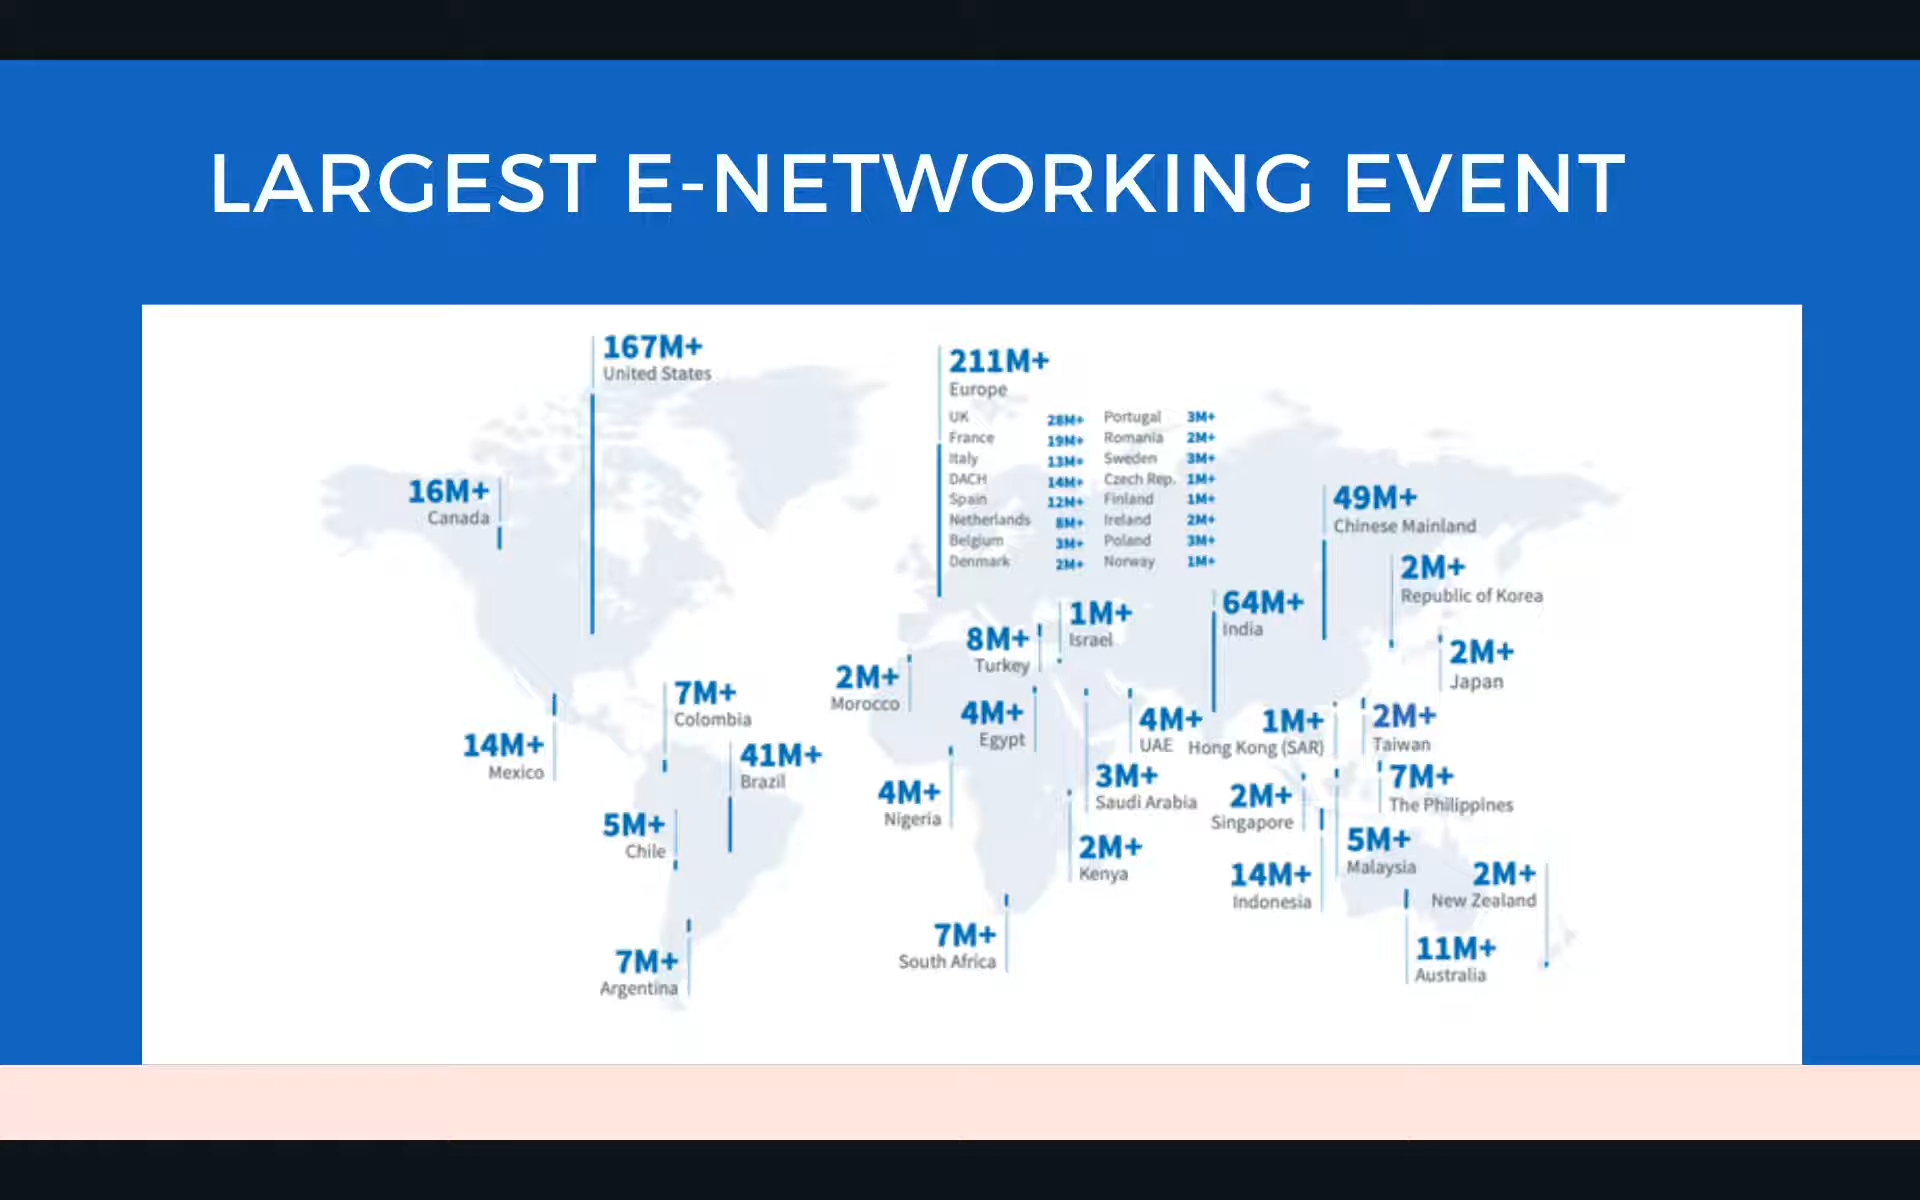 LARGEST E-NETWORKING EVENT
167M+
United States
211M+
Europe
UK 28M+ Portugal 3M+
France 19M+ Romania 2M+
Italy 13M+ Sweden 3M+
DACH 14M+ Czech Rep. 1M+
Spain 12M+ Finland 1M+
Netherlands 8M+ Ireland 2M+
Belgium 3M+ Poland 3M+
Denmark 2M+ Norway 1M+
16M+
Canada
49M+
Chinese Mainland
2M+
Republic of Korea
64M+
India
1M+
Israel
8M+
Turkey
2M+
Japan
2M+
Morocco
7M+
Colombia
4M+
Egypt
4M+
UAE
1M+
Hong Kong (SAR)
2M+
Taiwan
14M+
Mexico
41M+
Brazil
3M+
Saudi Arabia
7M+
The Philippines
4M+
Nigeria
2M+
Singapore
5M+
Chile
5M+
Malaysia
2M+
Kenya
14M+
Indonesia
2M+
New Zealand
7M+
South Africa
11M+
Australia
7M+
Argentina